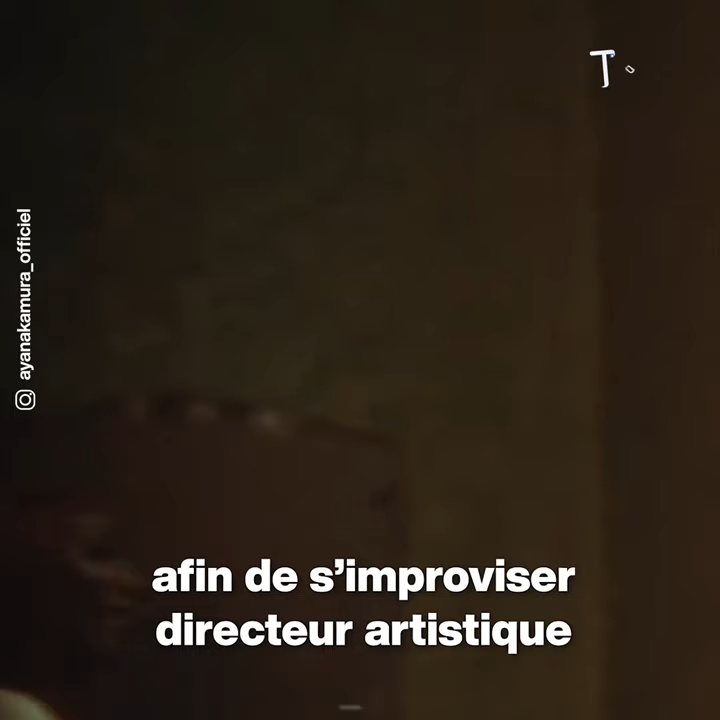 T
ayanakamura_officiel
afin de s’improviser
directeur artistique